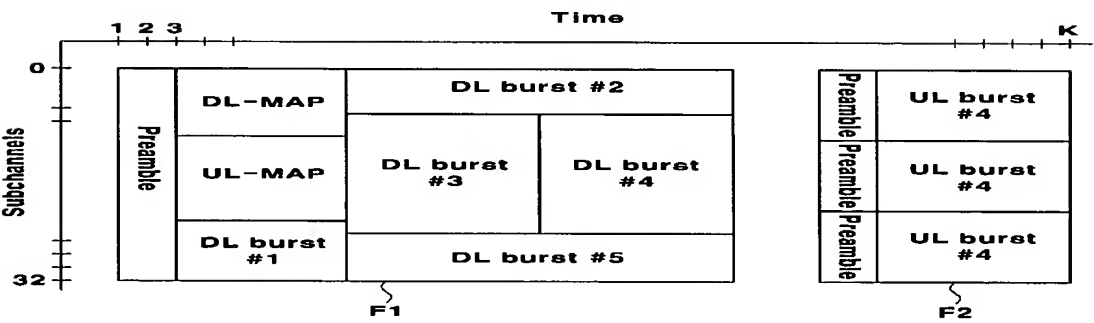 Time
1 2 3 K
0
32
Subchannels
Preamble
DL-MAP
UL-MAP
DL burst
#1
DL burst #2
DL burst
#3
DL burst
#4
DL burst #5
F1
Preamble
UL burst
#4
Preamble
UL burst
#4
Preamble
UL burst
#4
F2